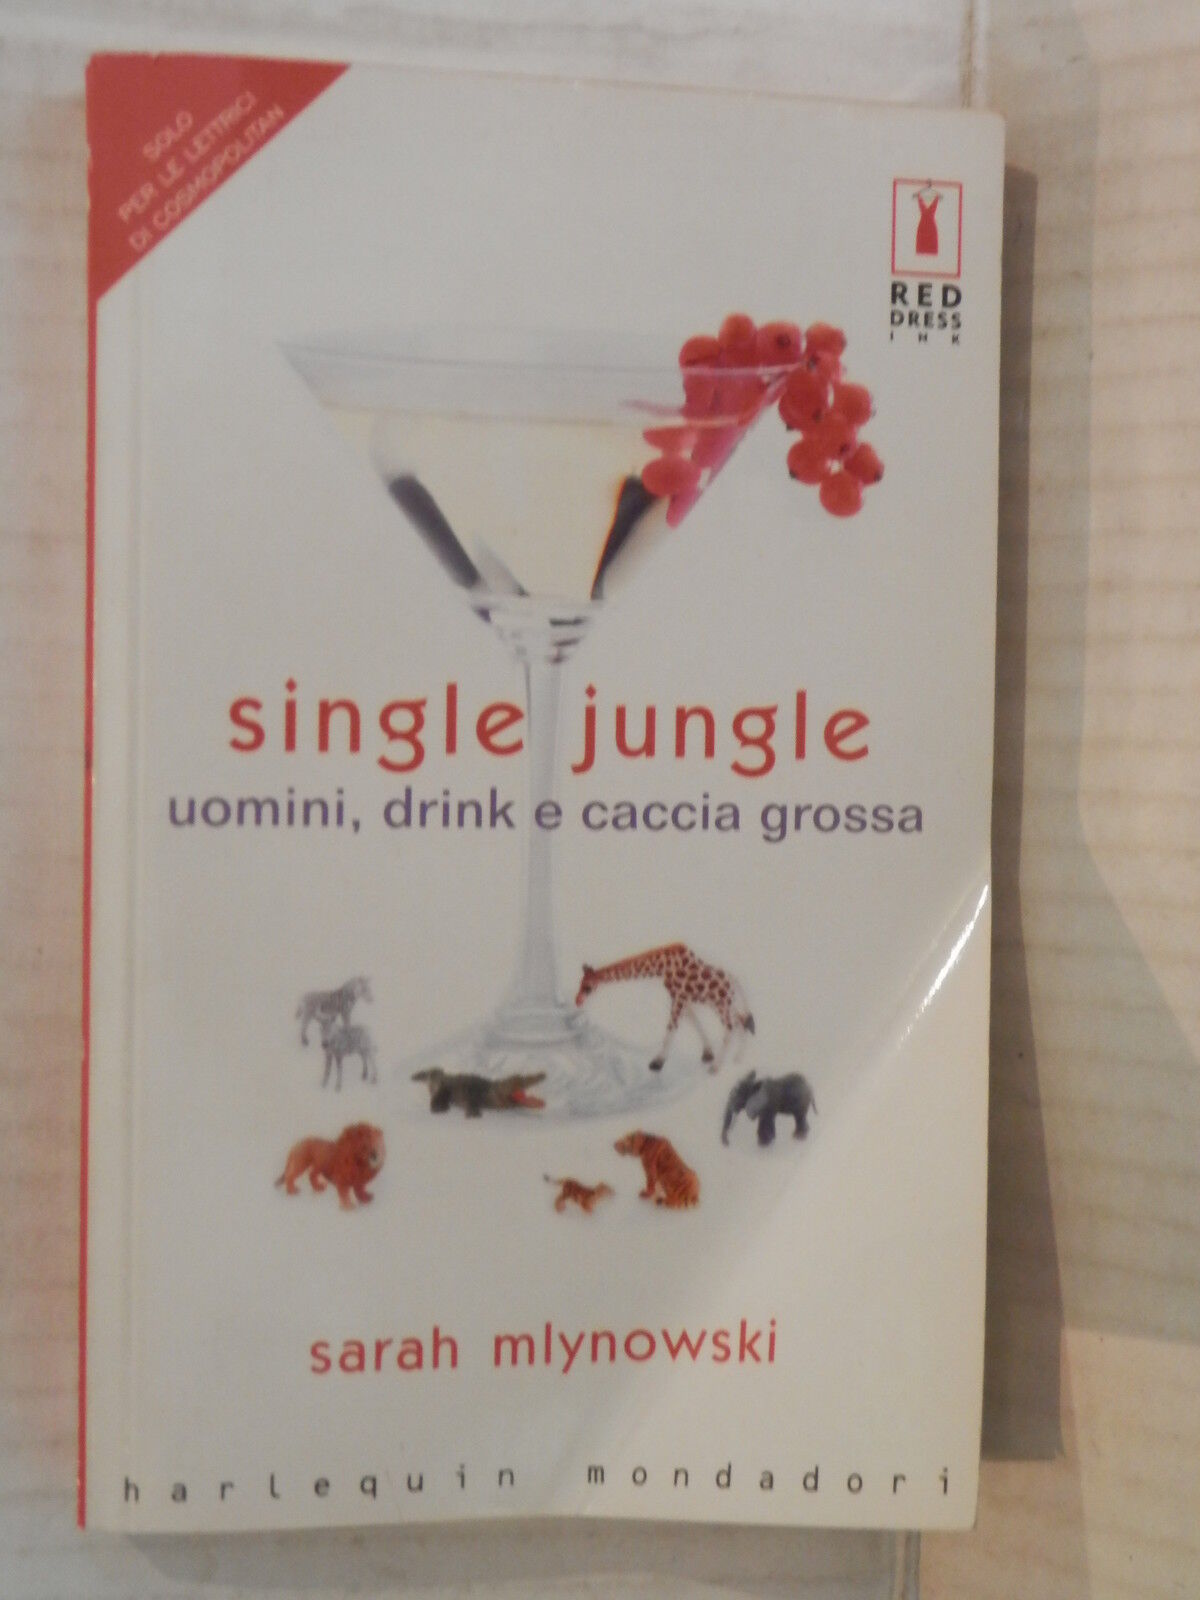 SOLO
PER LE LETTRICI
DI COSMOPOLITAN
RED
DRESS
INK
single jungle
uomini, drink e caccia grossa
sarah mlynowski
harlequin mondadori